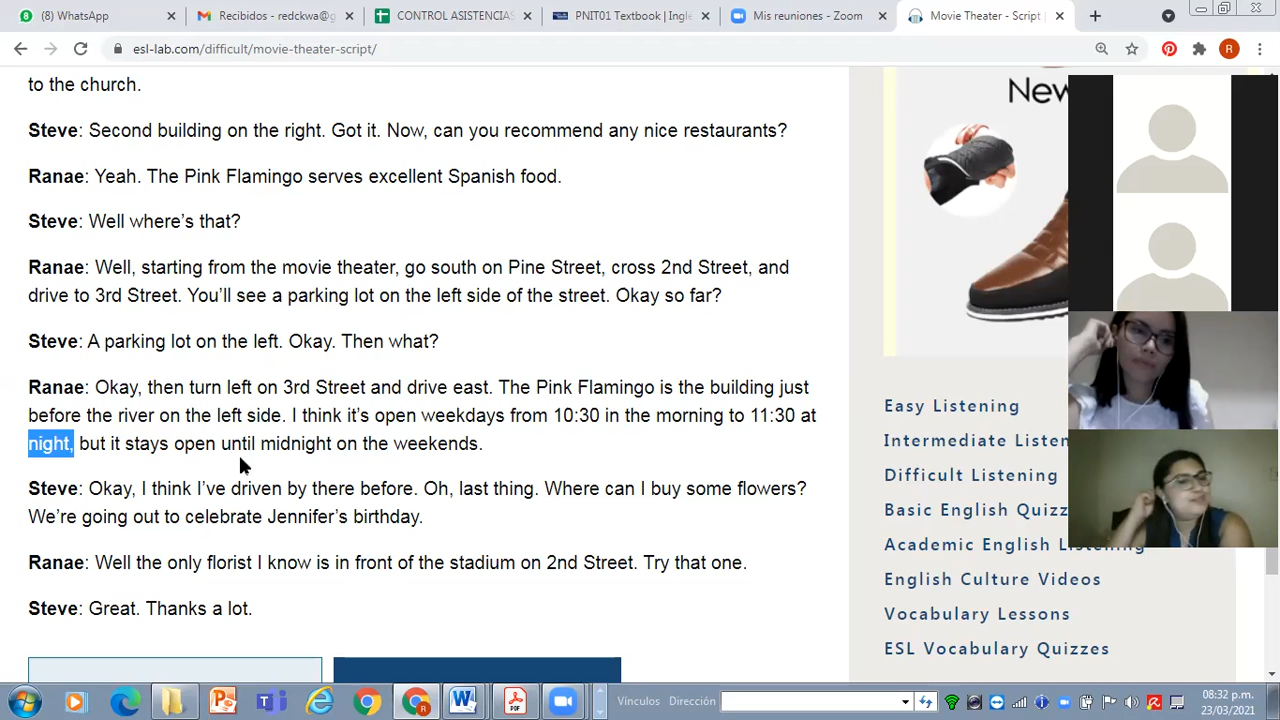 WhatsApp
Recibidos - redckwa@g
CONTROL ASISTENCIAS
PNIT01 Textbook | Ingle
Mis reuniones - Zoom
Movie Theater - Script |
esl-lab.com/difficult/movie-theater-script/
R
to the church.
Steve: Second building on the right. Got it. Now, can you recommend any nice restaurants?
Ranae: Yeah. The Pink Flamingo serves excellent Spanish food.
Steve: Well where’s that?
Ranae: Well, starting from the movie theater, go south on Pine Street, cross 2nd Street, and
drive to 3rd Street. You’ll see a parking lot on the left side of the street. Okay so far?
Steve: A parking lot on the left. Okay. Then what?
Ranae: Okay, then turn left on 3rd Street and drive east. The Pink Flamingo is the building just
before the river on the left side. I think it’s open weekdays from 10:30 in the morning to 11:30 at
night, but it stays open until midnight on the weekends.
Steve: Okay, I think I’ve driven by there before. Oh, last thing. Where can I buy some flowers?
We’re going out to celebrate Jennifer’s birthday.
Ranae: Well the only florist I know is in front of the stadium on 2nd Street. Try that one.
Steve: Great. Thanks a lot.
New
Easy Listening
Intermediate Listen
Difficult Listening
Basic English Quizz
Academic English Listening
English Culture Videos
Vocabulary Lessons
ESL Vocabulary Quizzes
Vínculos
Dirección
08:32 p.m.
23/03/2021